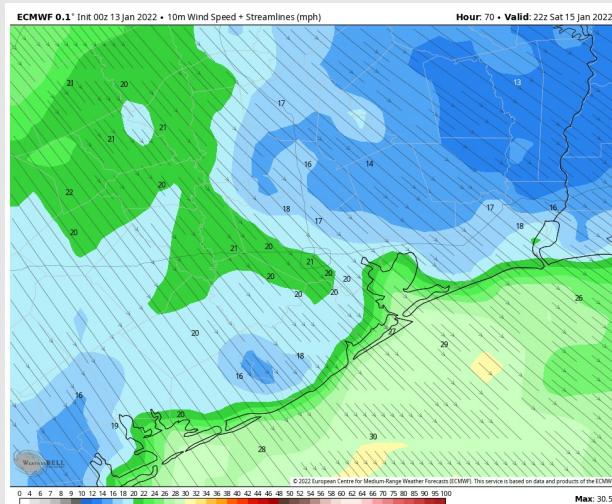 ECMWF 0.1° Init 00z 13 Jan 2022 • 10m Wind Speed + Streamlines (mph)
Hour: 70 • Valid: 22z Sat 15 Jan 2022
21 20 17 13
21 21
16 14
22 20 18 17 17 16
18
20 21 20 21
20 20 20
20 20 26
27
20 29
18
16
16
20
19
30
28
WEATHERBELL
© 2022 European Centre for Medium-Range Weather Forecasts (ECMWF). This service is based on data and products of the ECMW
0 4 6 8 9 10 12 14 16 18 20 22 24 26 28 30 32 34 36 38 40 42 44 46 48 50 52 54 56 58 60 62 64 70 75 80 85 90 95 100
Max: 30.5